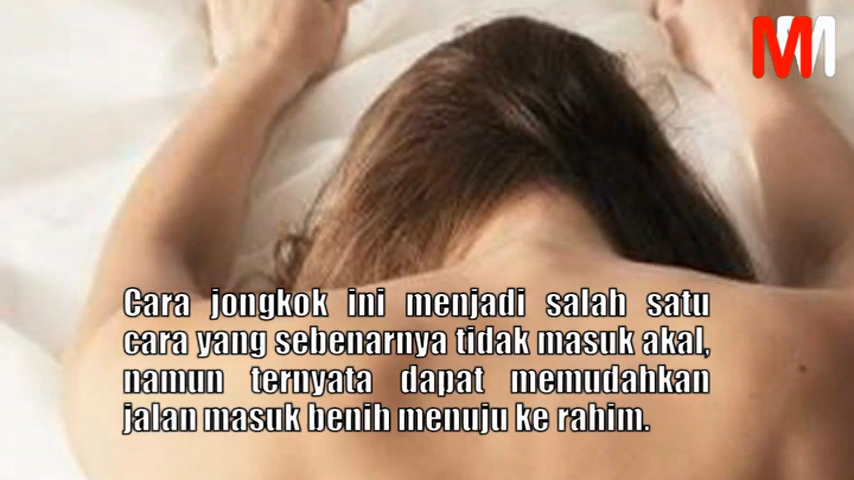 M1
Cara jongkok ini menjadi salah satu
cara yang sebenarnya tidak masuk akal,
namun ternyata dapat memudahkan
jalan masuk benih menuju ke rahim.